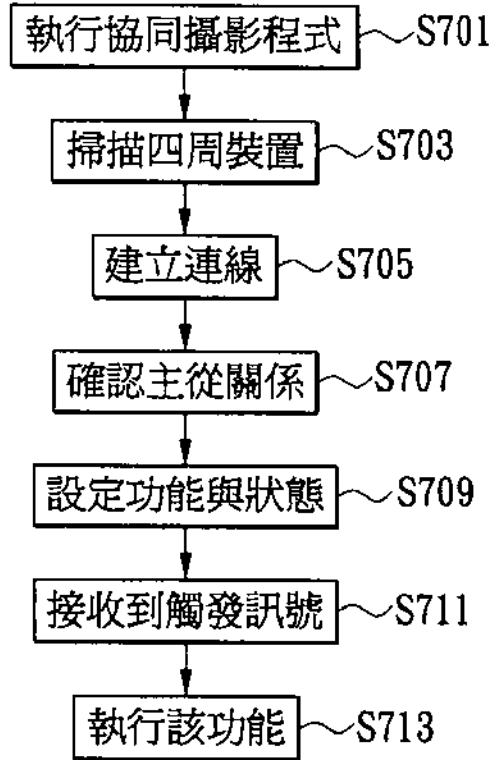 執行協同攝影程式 S701
掃描四周裝置 S703
建立連線 S705
確認主從關係 S707
設定功能與狀態 S709
接收到觸發訊號 S711
執行該功能 S713